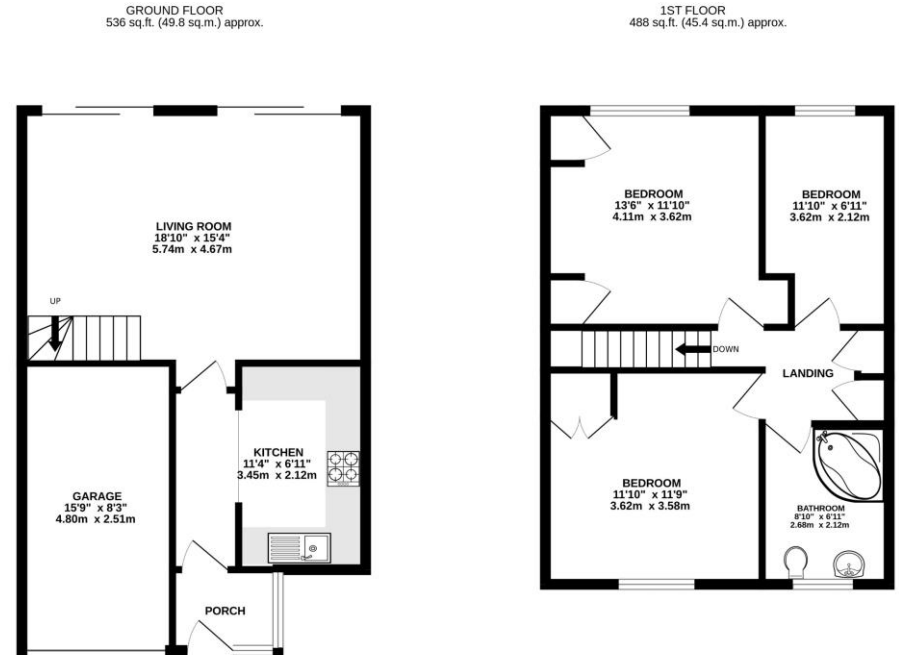 GROUND FLOOR
536 sq.ft. (49.8 sq.m.) approx.
LIVING ROOM
18'10" x 15'4"
5.74m x 4.67m
UP
KITCHEN
11'4" x 6'11"
3.45m x 2.12m
GARAGE
15'9" x 8'3"
4.80m x 2.51m
PORCH
1ST FLOOR
488 sq.ft. (45.4 sq.m.) approx.
BEDROOM
13'6" x 11'10"
4.11m x 3.62m
BEDROOM
11'10" x 6'11"
3.62m x 2.12m
DOWN
LANDING
BEDROOM
11'10" x 11'9"
3.62m x 3.58m
BATHROOM
8'10" x 6'11"
2.68m x 2.12m